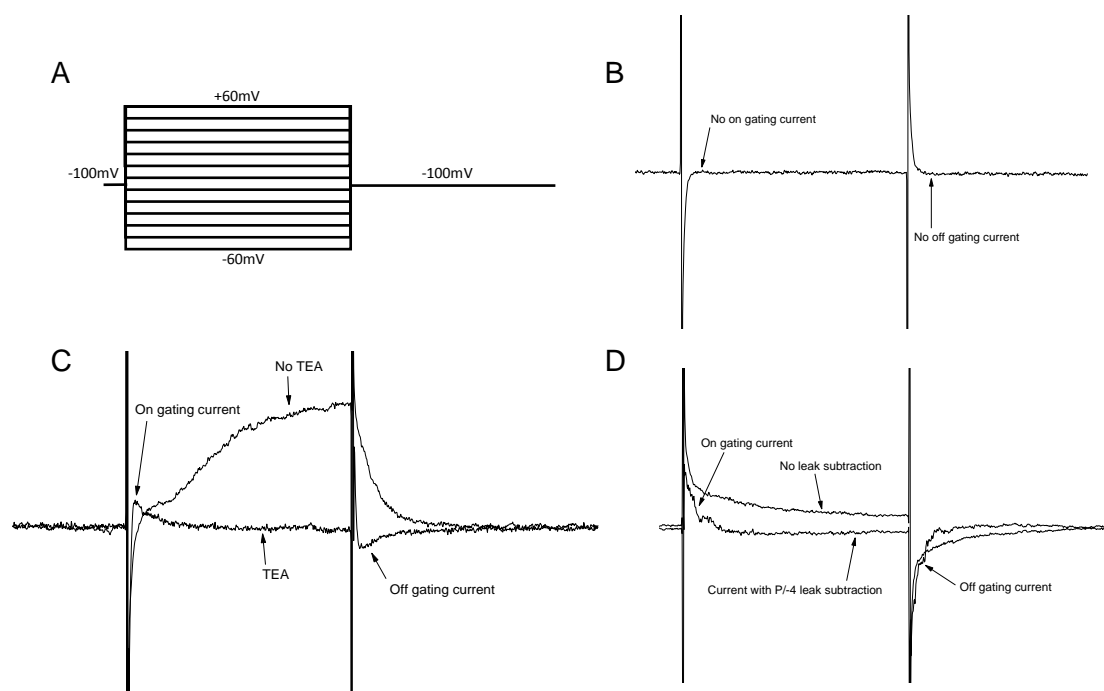 A
+60mV
-100mV
-100mV
-60mV
B
No on gating current
No off gating current
C
No TEA
On gating current
TEA
Off gating current
D
On gating current
No leak subtraction
Current with P/-4 leak subtraction
Off gating current